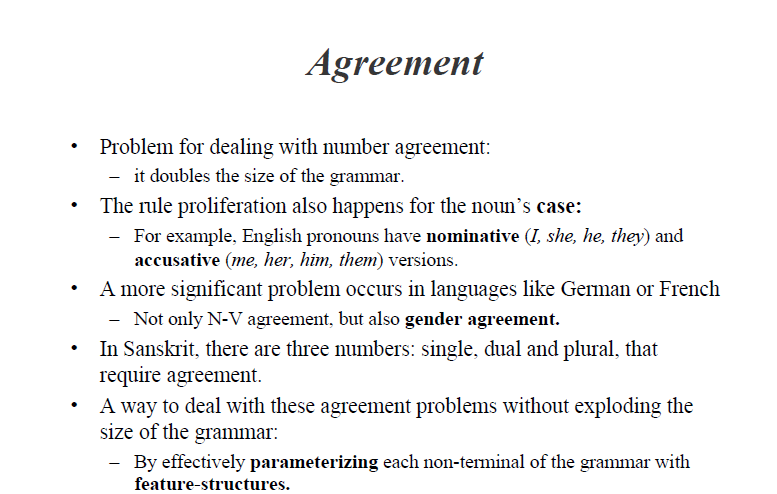 Agreement
• Problem for dealing with number agreement:
– it doubles the size of the grammar.
• The rule proliferation also happens for the noun’s case:
– For example, English pronouns have nominative (I, she, he, they) and
accusative (me, her, him, them) versions.
• A more significant problem occurs in languages like German or French
– Not only N-V agreement, but also gender agreement.
• In Sanskrit, there are three numbers: single, dual and plural, that
require agreement.
• A way to deal with these agreement problems without exploding the
size of the grammar:
– By effectively parameterizing each non-terminal of the grammar with
feature-structures.